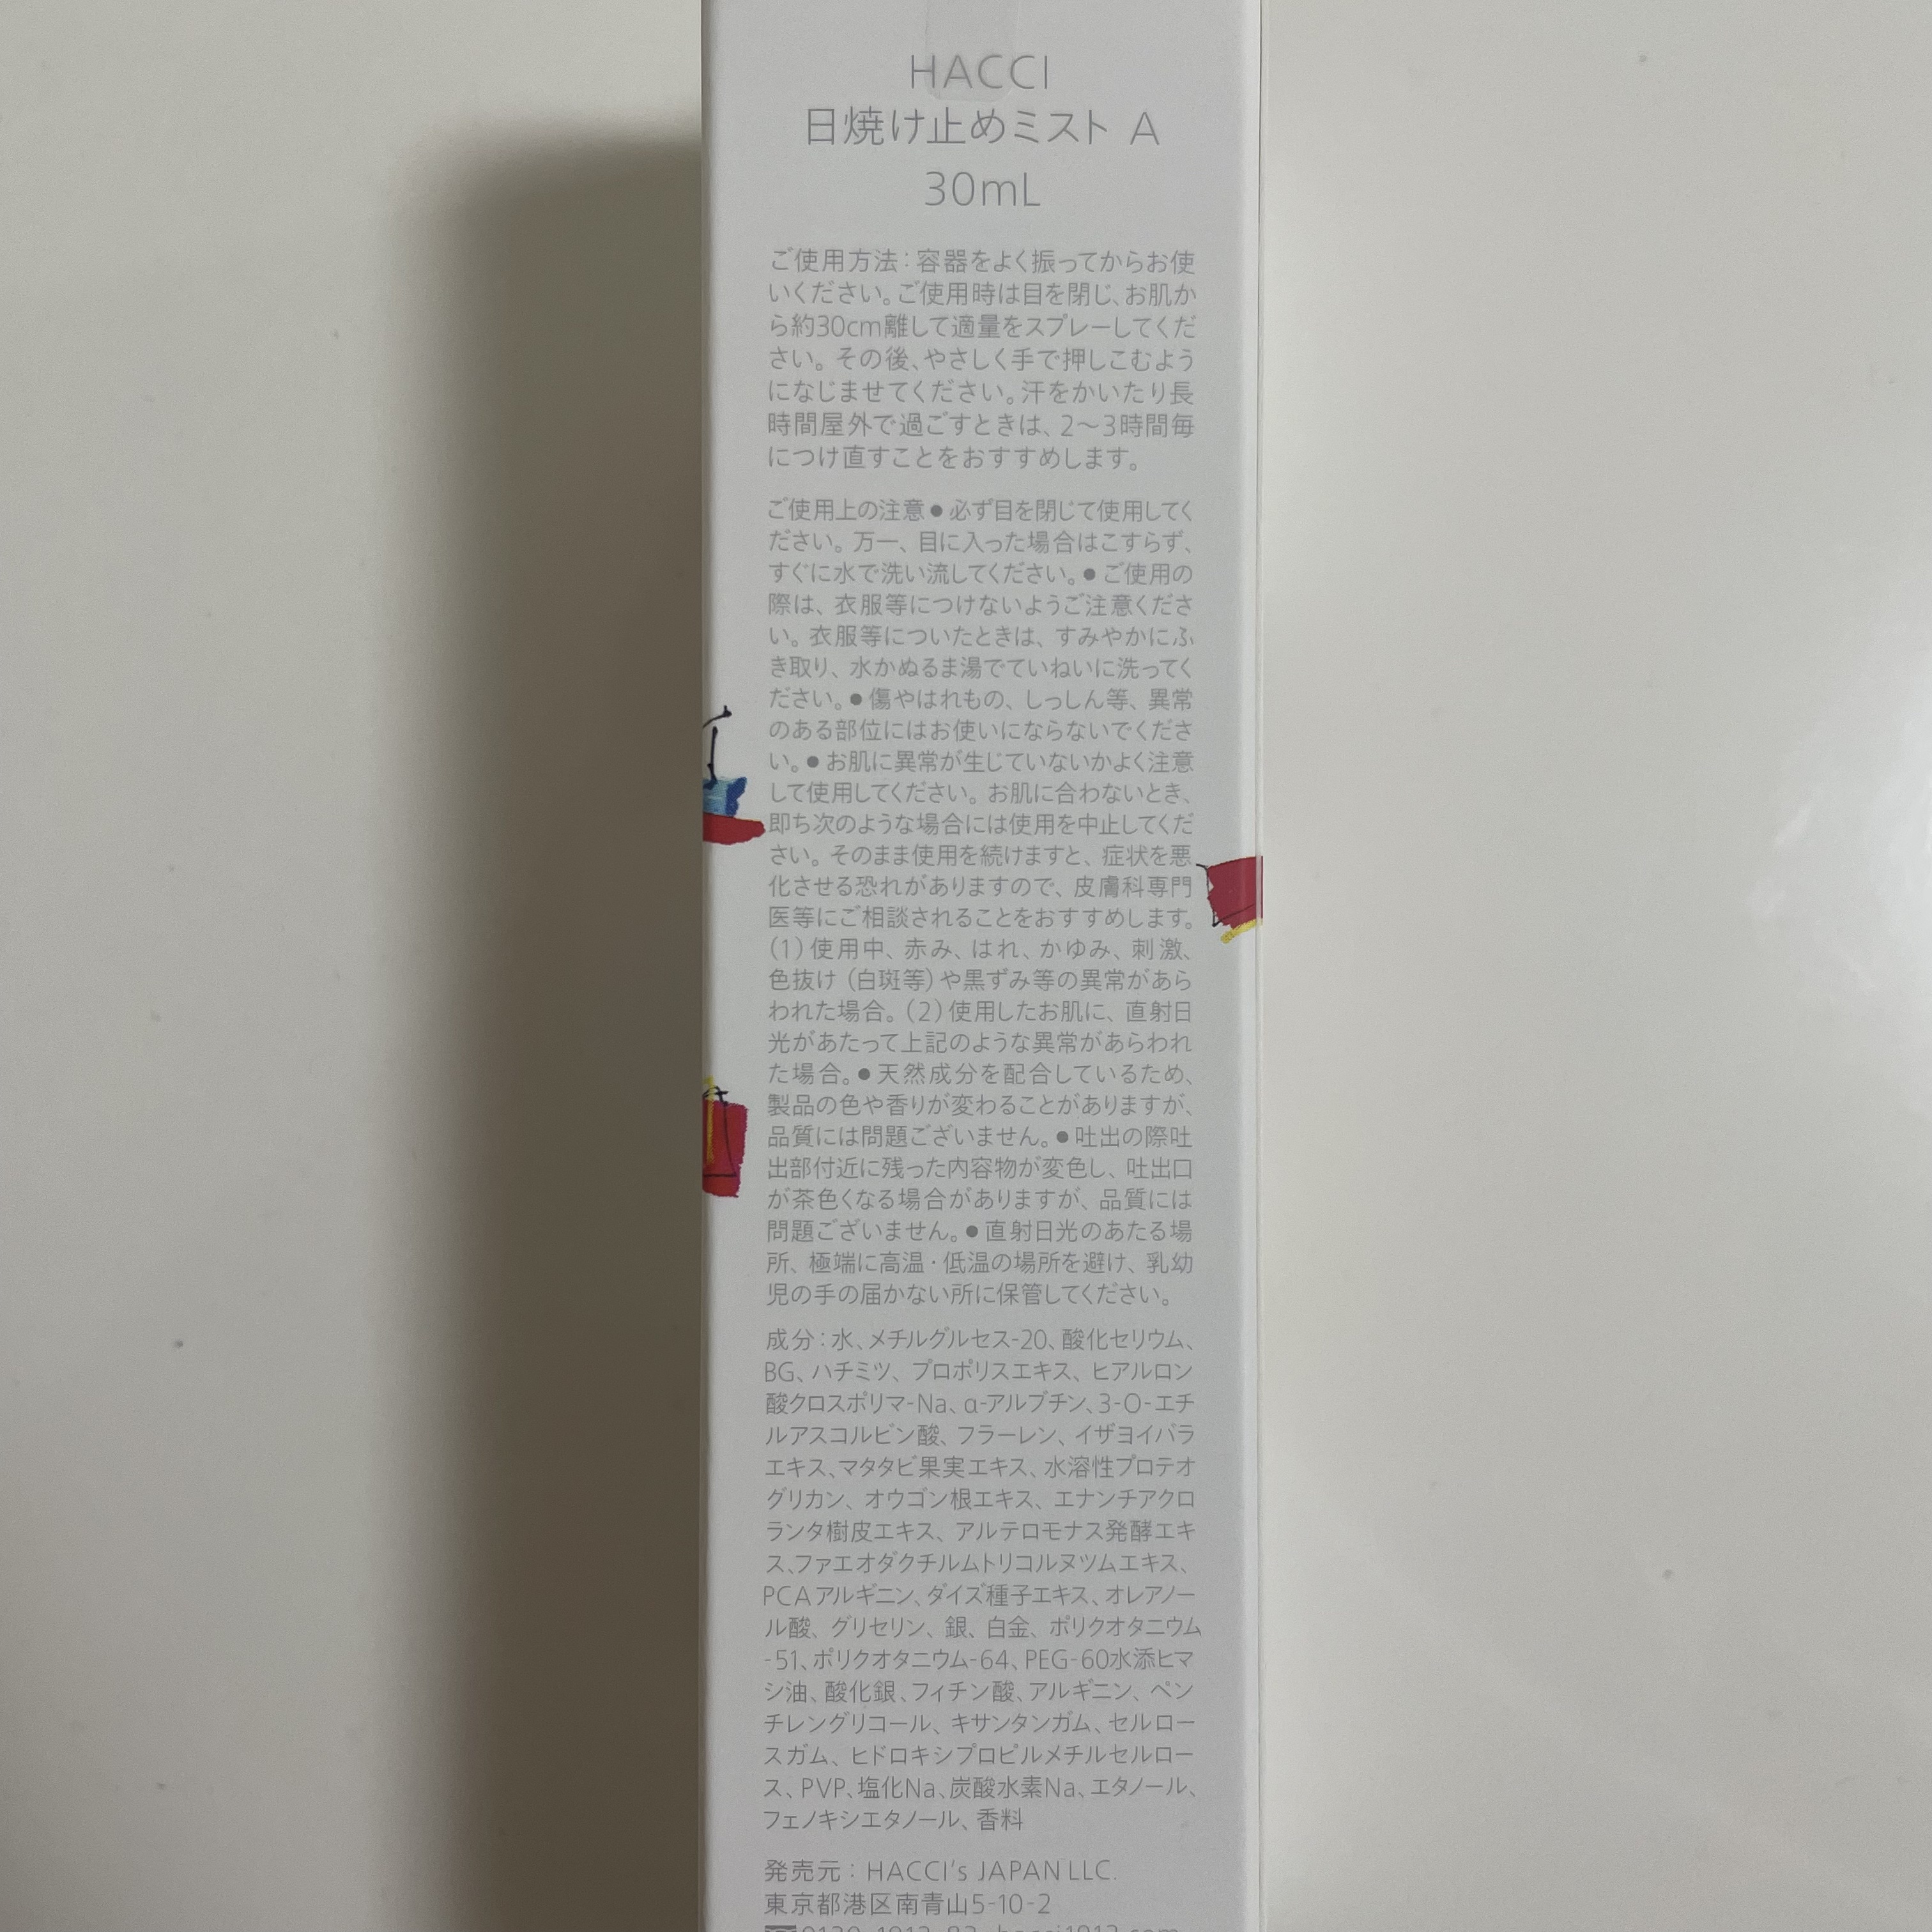 HACCI
日焼け止めミスト A
30mL
ご使用方法：容器をよく振ってからお使
いください。ご使用時は目を閉じ、お肌か
ら約30cm離して適量をスプレーしてくだ
さい。その後、やさしく手で押しこむよう
になじませてください。汗をかいたり長
時間屋外で過ごすときは、2～3時間毎
につけ直すことをおすすめします。
ご使用上の注意●必ず目を閉じて使用してく
ださい。万一、目に入った場合はこすらず、
すぐに水で洗い流してください。●ご使用の
際は、衣服等につけないようご注意くださ
い。衣服等についたときは、すみやかにふ
き取り、水かぬるま湯でていねいに洗ってく
ださい。●傷やはれもの、しっしん等、異常
のある部位にはお使いにならないでくださ
い。●お肌に異常が生じていないかよく注意
して使用してください。お肌に合わないとき、
即ち次のような場合には使用を中止してくだ
さい。そのまま使用を続けますと、症状を悪
化させる恐れがありますので、皮膚科専門
医等にご相談されることをおすすめします。
（1）使用中、赤み、はれ、かゆみ、刺激、
色抜け（白斑等）や黒ずみ等の異常があら
われた場合。（2）使用したお肌に、直射日
光があたって上記のような異常があらわれ
た場合。●天然成分を配合しているため、
製品の色や香りが変わることがありますが、
品質には問題ございません。●吐出の際吐
出部付近に残った内容物が変色し、吐出口
が茶色くなる場合がありますが、品質には
問題ございません。●直射日光のあたる場
所、極端に高温・低温の場所を避け、乳幼
児の手の届かない所に保管してください。
成分：水、メチルグルセス-20、酸化セリウム、
BG、ハチミツ、プロポリスエキス、ヒアルロン
酸クロスポリマ-Na、α-アルブチン、3-O-エチ
ルアスコルビン酸、フラーレン、イザヨイバラ
エキス、マタタビ果実エキス、水溶性プロテオ
グリカン、オウゴン根エキス、エナンチアクロ
ランタ樹皮エキス、アルテロモナス発酵エキ
ス、ファエオダクチルムトリコルヌツムエキス、
PCAアルギニン、ダイズ種子エキス、オレアノー
ル酸、グリセリン、銀、白金、ポリクオタニウム
-51、ポリクオタニウム-64、PEG-60水添ヒマ
シ油、酸化銀、フィチン酸、アルギニン、ペン
チレングリコール、キサンタンガム、セルロー
スガム、ヒドロキシプロピルメチルセルロー
ス、PVP、塩化Na、炭酸水素Na、エタノール、
フェノキシエタノール、香料
発売元：HACCI's JAPAN LLC.
東京都港区南青山5-10-2